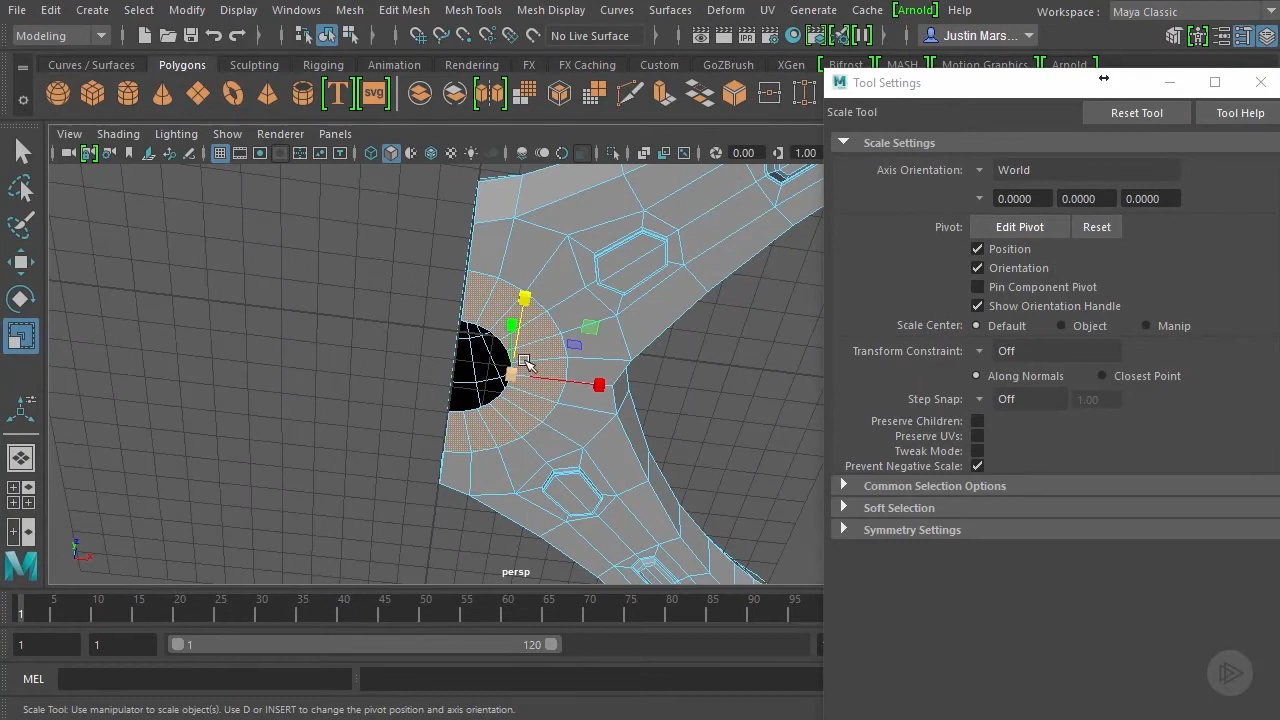 File Edit Create Select Modify Display Windows Mesh Edit Mesh Mesh Tools Mesh Display Curves Surfaces Deform UV Generate Cache [Arnold] Help Workspace : Maya Classic
Modeling No Live Surface Justin Mars...
Curves / Surfaces Polygons Sculpting Rigging Animation Rendering FX FX Caching Custom GoZBrush XGen Bifrost MASH Motion Graphics Arnold
T svg
View Shading Lighting Show Renderer Panels
0.00 1.00
persp
Tool Settings
Scale Tool Reset Tool Tool Help
Scale Settings
Axis Orientation: World
0.0000 0.0000 0.0000
Pivot: Edit Pivot Reset
Position
Orientation
Pin Component Pivot
Show Orientation Handle
Scale Center: Default Object Manip
Transform Constraint: Off
Along Normals Closest Point
Step Snap: Off 1.00
Preserve Children:
Preserve UVs:
Tweak Mode:
Prevent Negative Scale:
Common Selection Options
Soft Selection
Symmetry Settings
5 10 15 20 25 30 35 40 45 50 55 60 65 70 75 80 85 90 95
1
1 1 1 120
MEL
Scale Tool: Use manipulator to scale object(s). Use D or INSERT to change the pivot position and axis orientation.